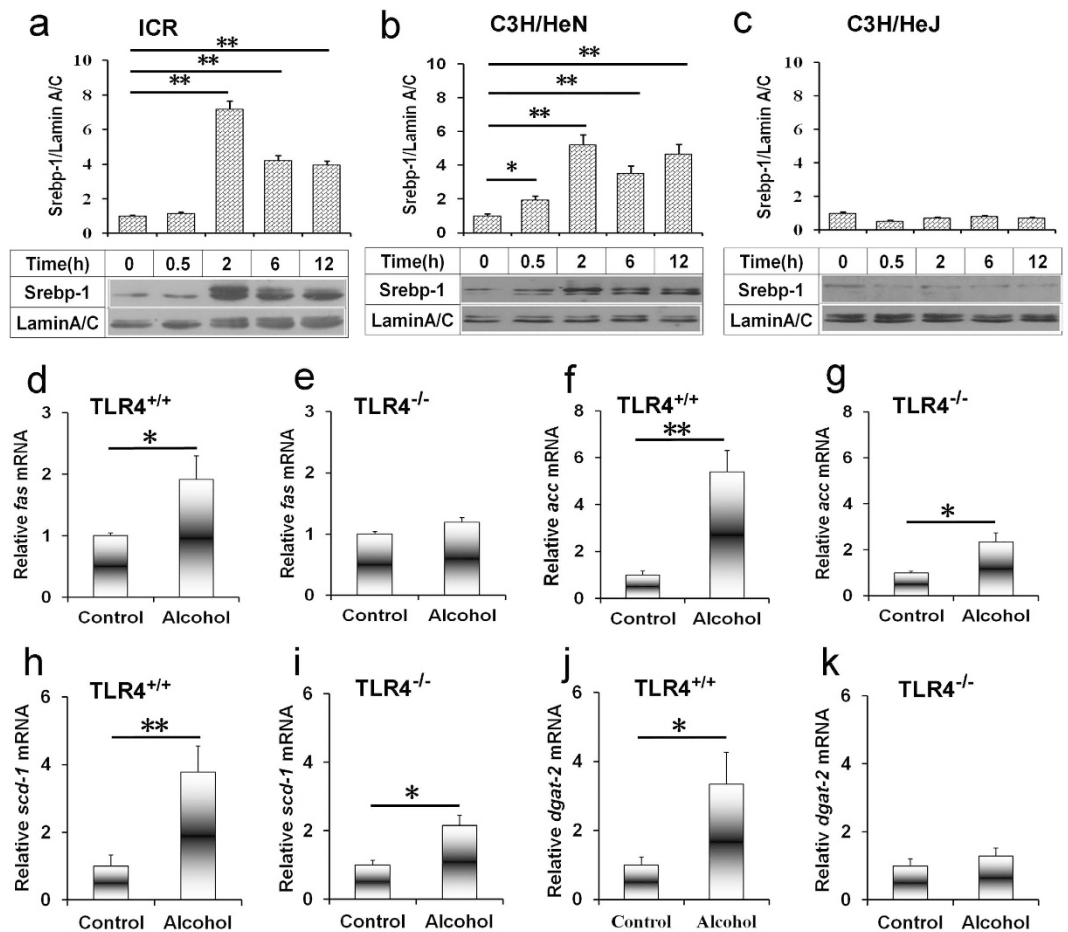 a
ICR
**
**
**
Srebp-1/Lamin A/C
10
8
6
4
2
0
Time(h) 0 0.5 2 6 12
Srebp-1
LaminA/C
b
C3H/HeN
**
**
**
*
Srebp-1/Lamin A/C
10
8
6
4
2
0
Time(h) 0 0.5 2 6 12
Srebp-1
LaminA/C
c
C3H/HeJ
Srebp-1/Lamin A/C
10
8
6
4
2
0
Time(h) 0 0.5 2 6 12
Srebp-1
LaminA/C
d
TLR4+/+
*
Relative fas mRNA
3
2
1
0
Control Alcohol
e
TLR4-/-
Relative fas mRNA
3
2
1
0
Control Alcohol
f
TLR4+/+
**
Relative acc mRNA
8
6
4
2
0
Control Alcohol
g
TLR4-/-
*
Relative acc mRNA
8
6
4
2
0
Control Alcohol
h
TLR4+/+
**
Relative scd-1 mRNA
6
4
2
0
Control Alcohol
i
TLR4-/-
*
Relative scd-1 mRNA
6
4
2
0
Control Alcohol
j
TLR4+/+
*
Relative dgat-2 mRNA
6
4
2
0
Control Alcohol
k
TLR4-/-
Relative dgat-2 mRNA
6
4
2
0
Control Alcohol